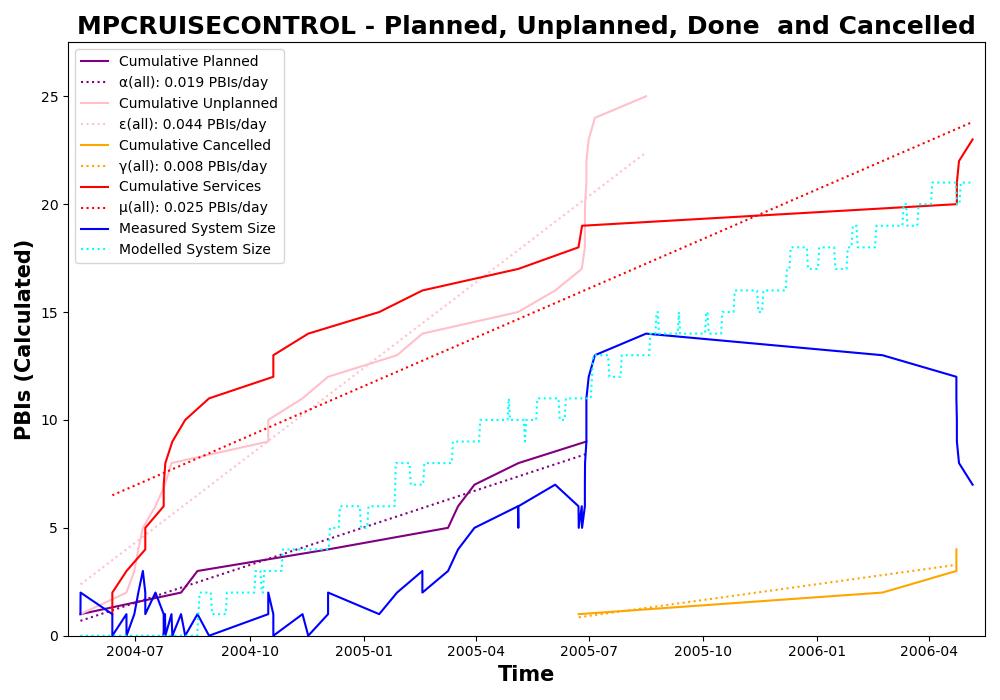 MPCRUISECONTROL - Planned, Unplanned, Done  and Cancelled
Cumulative Planned
α(all): 0.019 PBIs/day
Cumulative Unplanned
ε(all): 0.044 PBIs/day
Cumulative Cancelled
γ(all): 0.008 PBIs/day
Cumulative Services
μ(all): 0.025 PBIs/day
Measured System Size
Modelled System Size
PBIs (Calculated)
25
20
15
10
5
0
2004-07 2004-10 2005-01 2005-04 2005-07 2005-10 2006-01 2006-04
Time